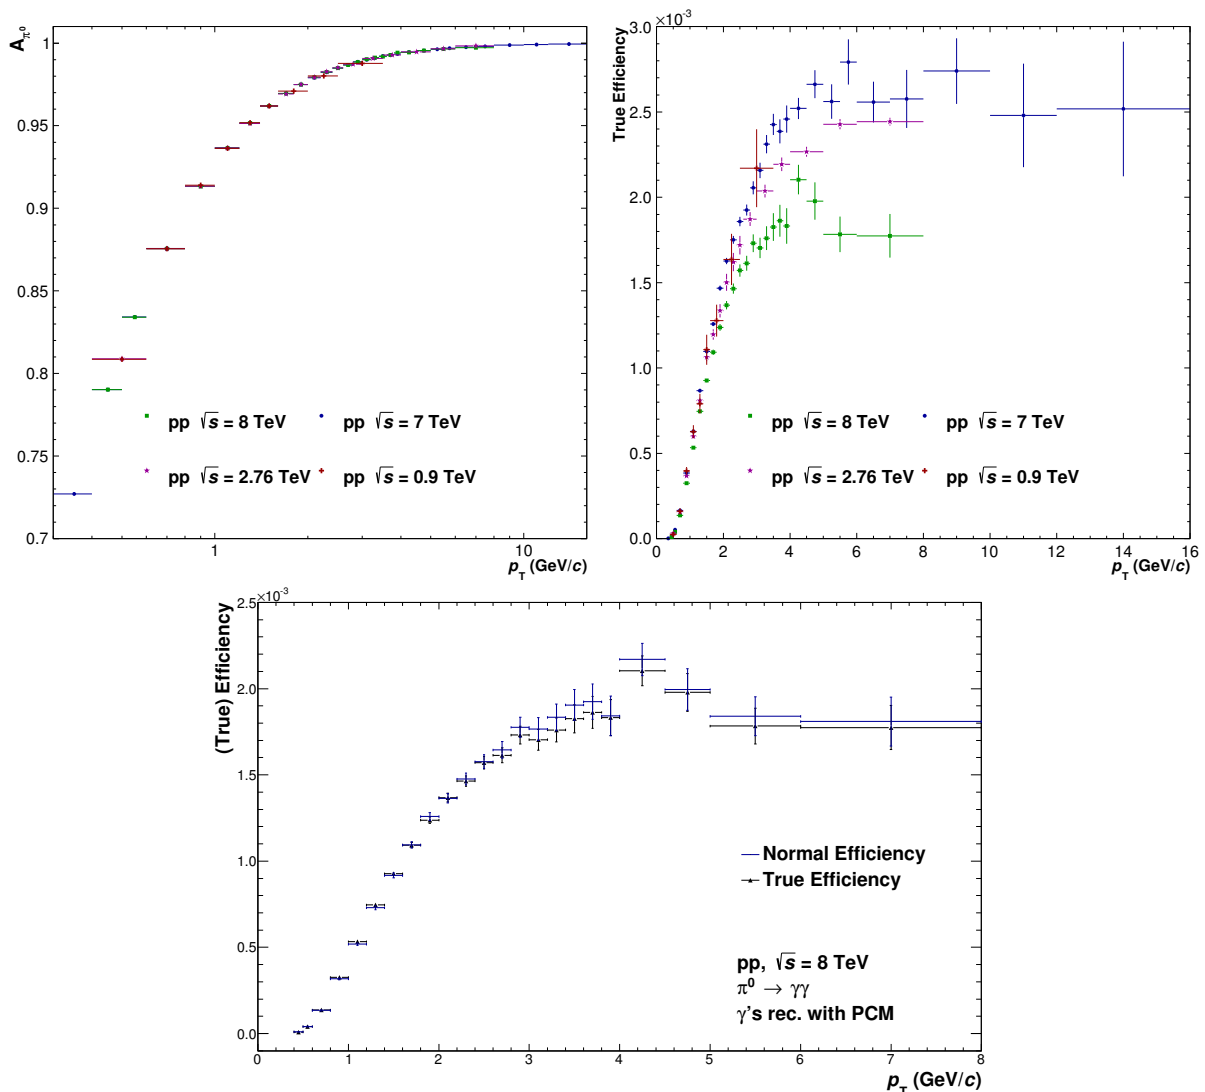 A_π⁰
1
0.95
0.9
0.85
0.8
0.75
0.7
pp √s = 8 TeV
pp √s = 7 TeV
pp √s = 2.76 TeV
pp √s = 0.9 TeV
1
10
p_T (GeV/c)
×10⁻³
True Efficiency
3.0
2.5
2.0
1.5
1.0
0.5
0.0
pp √s = 8 TeV
pp √s = 7 TeV
pp √s = 2.76 TeV
pp √s = 0.9 TeV
0 2 4 6 8 10 12 14 16
p_T (GeV/c)
×10⁻³
(True) Efficiency
2.5
2.0
1.5
1.0
0.5
0.0
Normal Efficiency
True Efficiency
pp, √s = 8 TeV
π⁰ → γγ
γ's rec. with PCM
0 1 2 3 4 5 6 7 8
p_T (GeV/c)